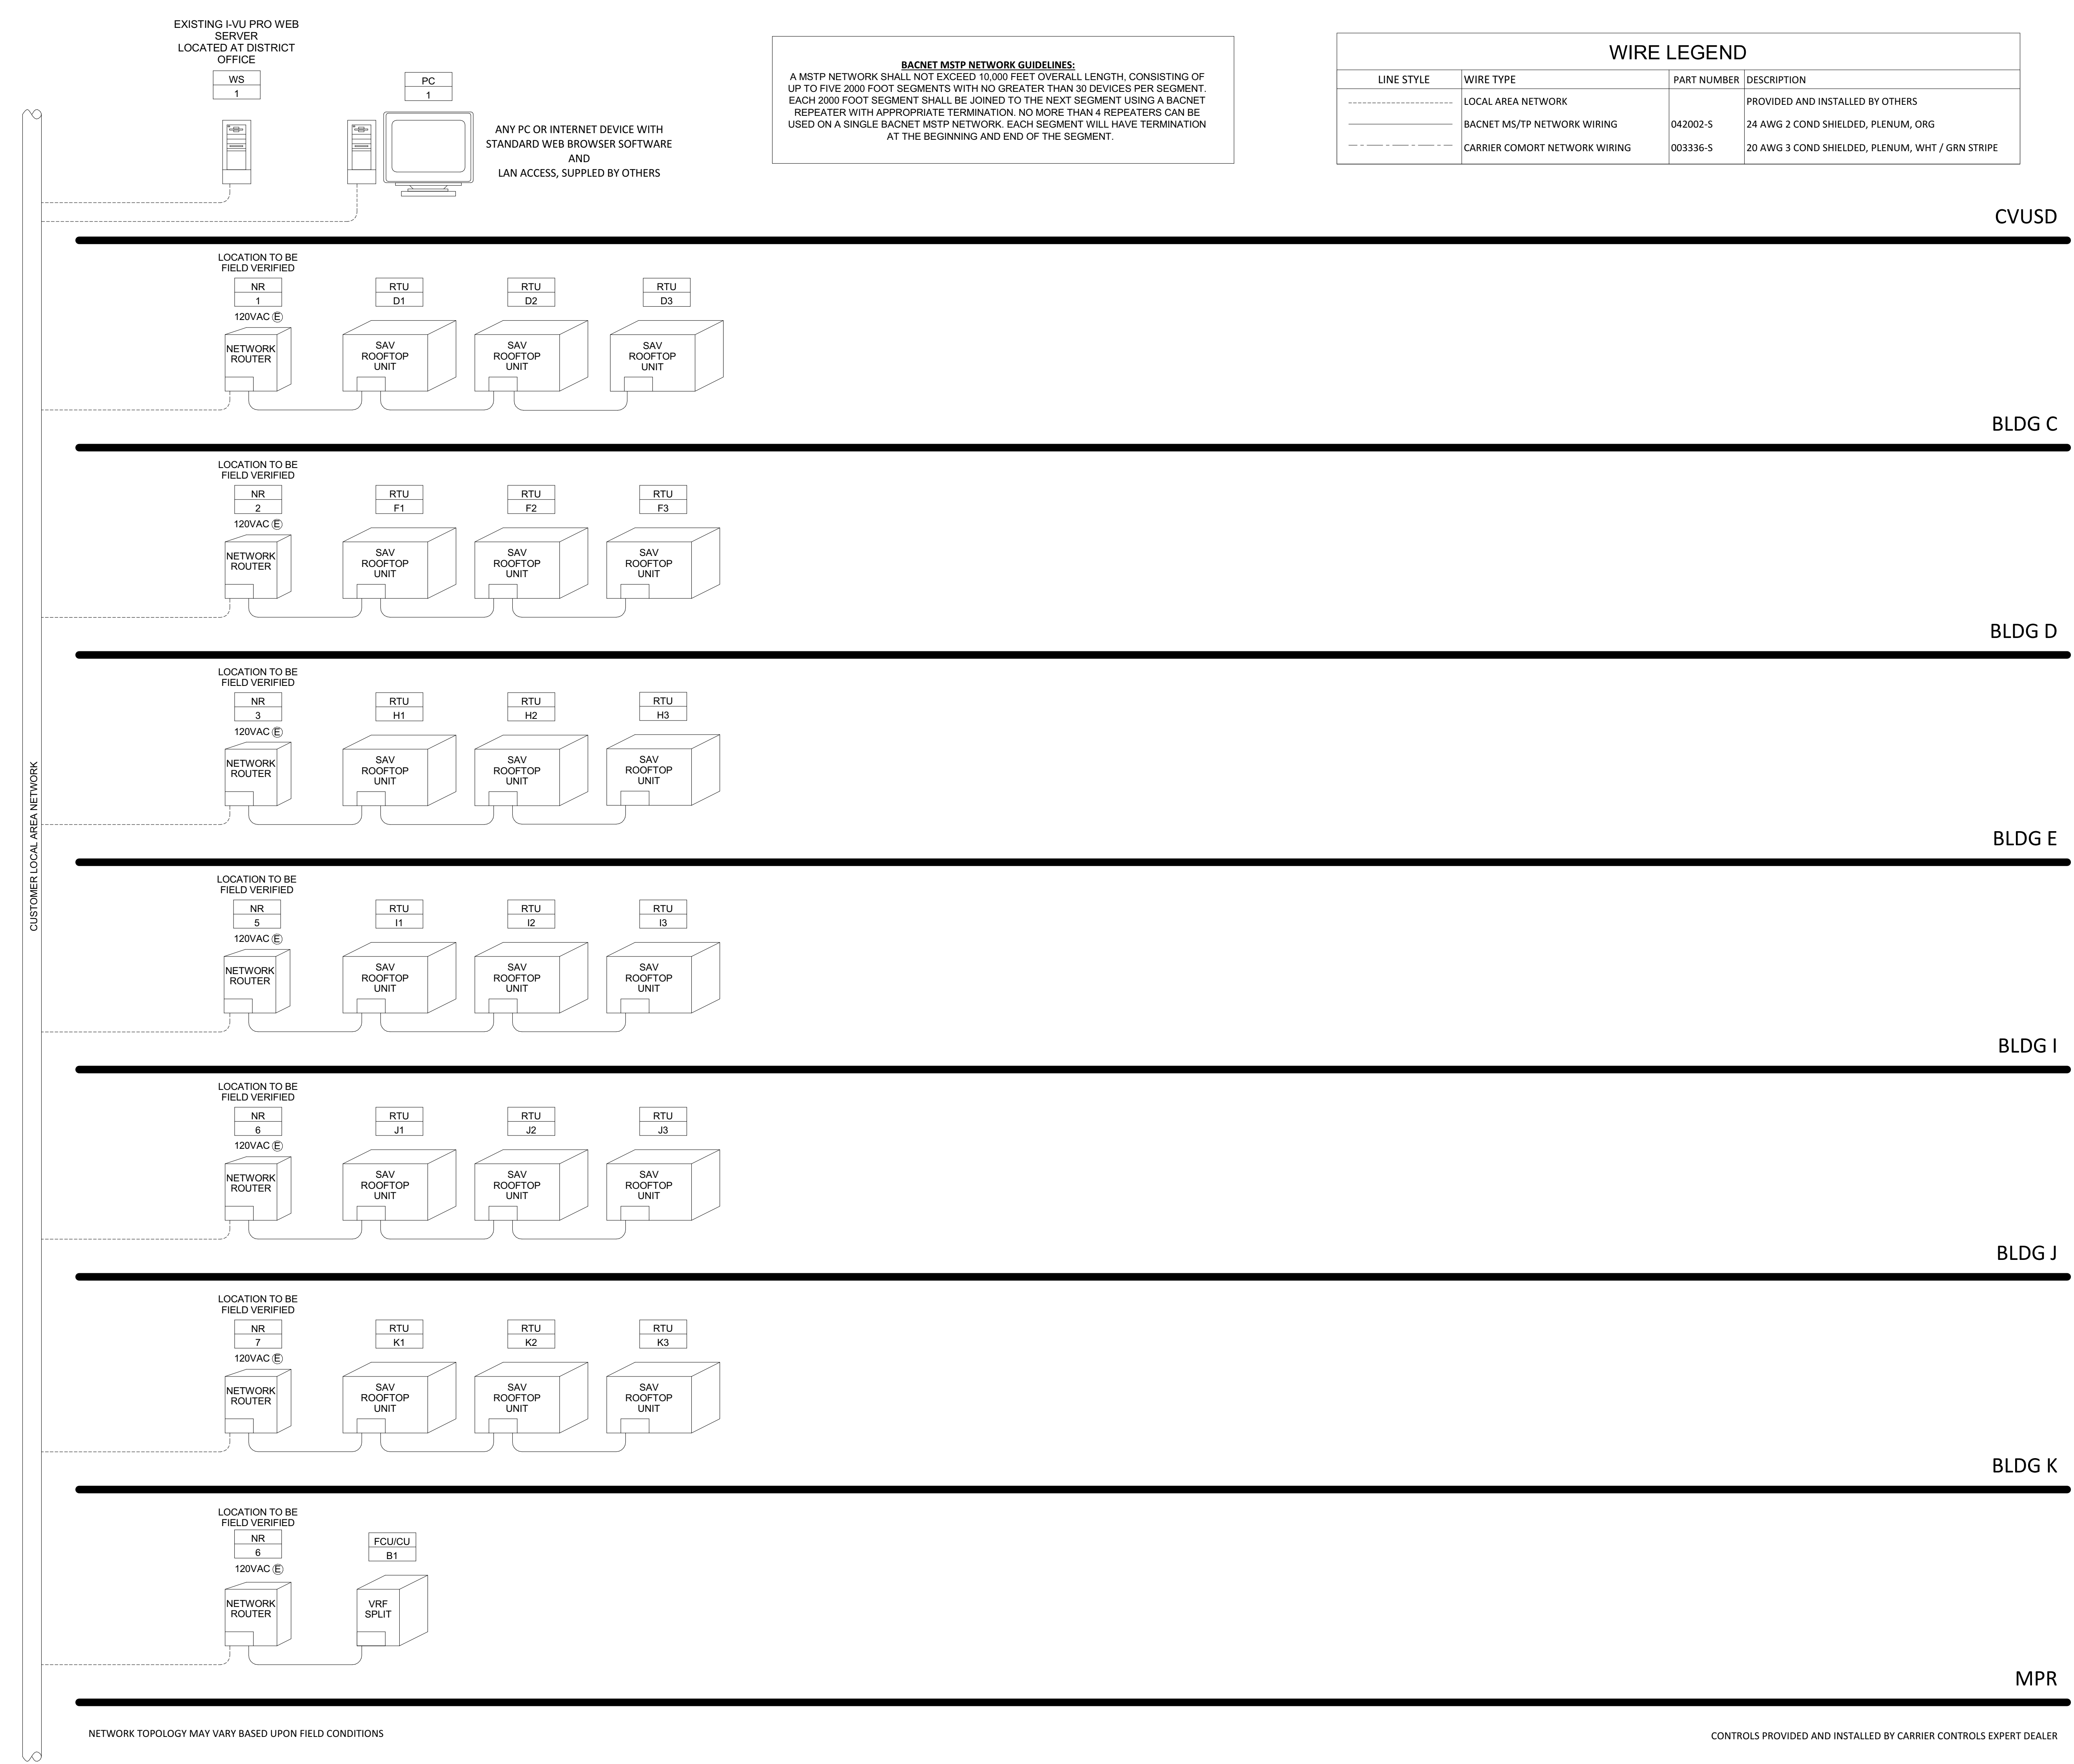 EXISTING I-VU PRO WEB
SERVER
LOCATED AT DISTRICT
OFFICE
WS
1
PC
1
ANY PC OR INTERNET DEVICE WITH
STANDARD WEB BROWSER SOFTWARE
AND
LAN ACCESS, SUPPLED BY OTHERS
BACNET MSTP NETWORK GUIDELINES:
A MSTP NETWORK SHALL NOT EXCEED 10,000 FEET OVERALL LENGTH, CONSISTING OF
UP TO FIVE 2000 FOOT SEGMENTS WITH NO GREATER THAN 30 DEVICES PER SEGMENT.
EACH 2000 FOOT SEGMENT SHALL BE JOINED TO THE NEXT SEGMENT USING A BACNET
REPEATER WITH APPROPRIATE TERMINATION. NO MORE THAN 4 REPEATERS CAN BE
USED ON A SINGLE BACNET MSTP NETWORK. EACH SEGMENT WILL HAVE TERMINATION
AT THE BEGINNING AND END OF THE SEGMENT.
WIRE LEGEND
LINE STYLE WIRE TYPE PART NUMBER DESCRIPTION
LOCAL AREA NETWORK PROVIDED AND INSTALLED BY OTHERS
BACNET MS/TP NETWORK WIRING 042002-S 24 AWG 2 COND SHIELDED, PLENUM, ORG
CARRIER COMORT NETWORK WIRING 003336-S 20 AWG 3 COND SHIELDED, PLENUM, WHT / GRN STRIPE
CVUSD
CUSTOMER LOCAL AREA NETWORK
LOCATION TO BE
FIELD VERIFIED
NR RTU RTU RTU
1 D1 D2 D3
120VAC E
NETWORK
ROUTER
SAV
ROOFTOP
UNIT
SAV
ROOFTOP
UNIT
SAV
ROOFTOP
UNIT
BLDG C
LOCATION TO BE
FIELD VERIFIED
NR RTU RTU RTU
2 F1 F2 F3
120VAC E
NETWORK
ROUTER
SAV
ROOFTOP
UNIT
SAV
ROOFTOP
UNIT
SAV
ROOFTOP
UNIT
BLDG D
LOCATION TO BE
FIELD VERIFIED
NR RTU RTU RTU
3 H1 H2 H3
120VAC E
NETWORK
ROUTER
SAV
ROOFTOP
UNIT
SAV
ROOFTOP
UNIT
SAV
ROOFTOP
UNIT
BLDG E
LOCATION TO BE
FIELD VERIFIED
NR RTU RTU RTU
5 I1 I2 I3
120VAC E
NETWORK
ROUTER
SAV
ROOFTOP
UNIT
SAV
ROOFTOP
UNIT
SAV
ROOFTOP
UNIT
BLDG I
LOCATION TO BE
FIELD VERIFIED
NR RTU RTU RTU
6 J1 J2 J3
120VAC E
NETWORK
ROUTER
SAV
ROOFTOP
UNIT
SAV
ROOFTOP
UNIT
SAV
ROOFTOP
UNIT
BLDG J
LOCATION TO BE
FIELD VERIFIED
NR RTU RTU RTU
7 K1 K2 K3
120VAC E
NETWORK
ROUTER
SAV
ROOFTOP
UNIT
SAV
ROOFTOP
UNIT
SAV
ROOFTOP
UNIT
BLDG K
LOCATION TO BE
FIELD VERIFIED
NR FCU/CU
6 B1
120VAC E
NETWORK
ROUTER
VRF
SPLIT
MPR
NETWORK TOPOLOGY MAY VARY BASED UPON FIELD CONDITIONS
CONTROLS PROVIDED AND INSTALLED BY CARRIER CONTROLS EXPERT DEALER